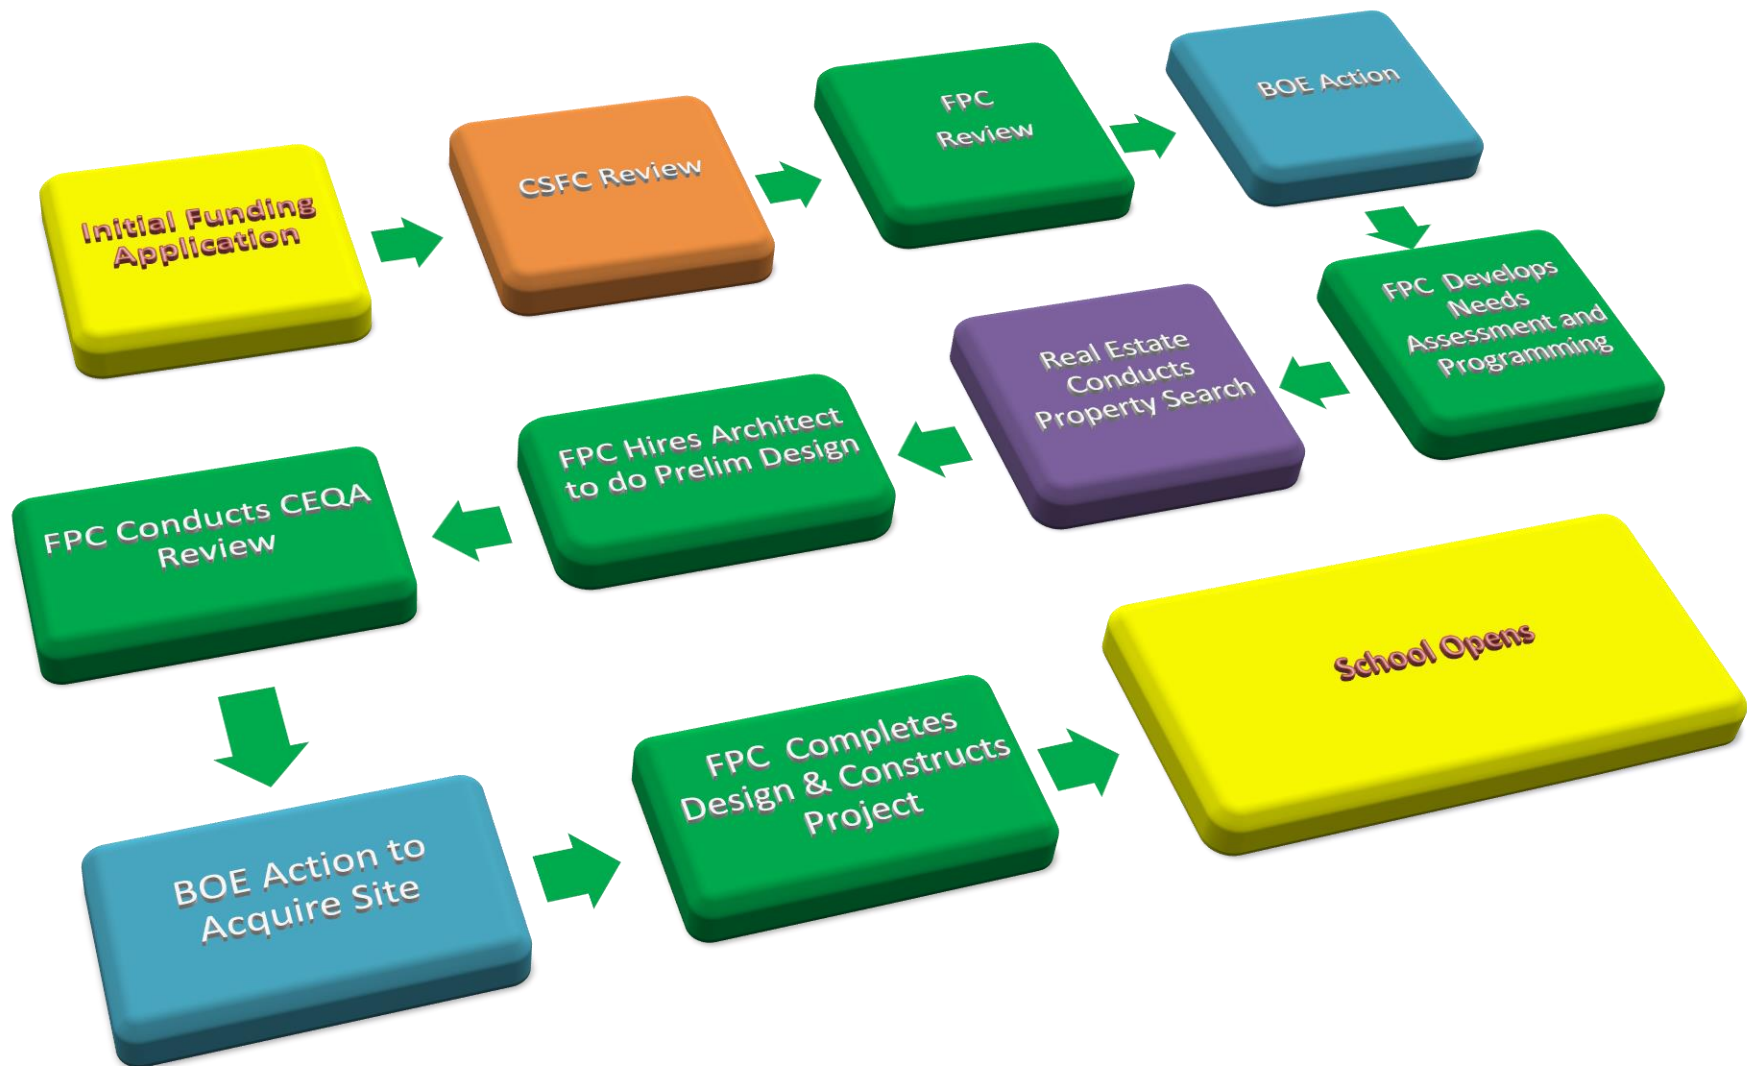 Initial Funding
Application
CSFC Review
FPC
Review
BOE Action
FPC Develops
Needs
Assessment and
Programming
Real Estate
Conducts
Property Search
FPC Hires Architect
to do Prelim Design
FPC Conducts CEQA
Review
BOE Action to
Acquire Site
FPC Completes
Design & Constructs
Project
School Opens